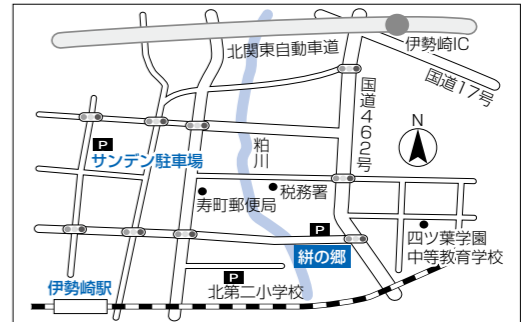 北関東自動車道
伊勢崎IC
国道17号
国道462号
N
P
サンデン駐車場
粕川
税務署
寿町郵便局
P
絣の郷
四ツ葉学園
中等教育学校
P
北第二小学校
伊勢崎駅